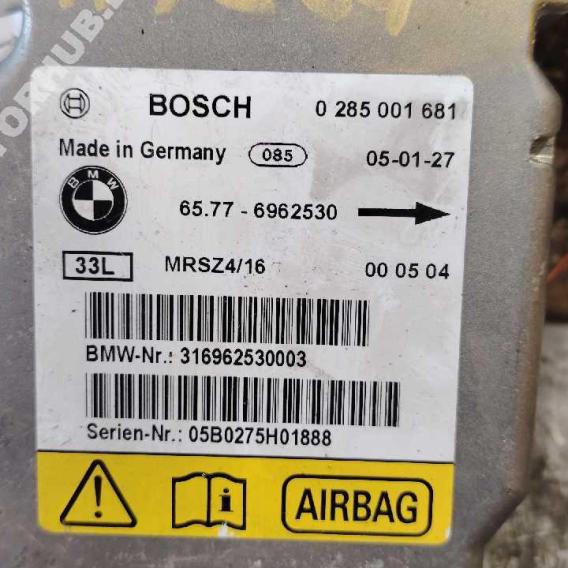 BOSCH 0 285 001 681
Made in Germany 085 05-01-27
BMW
65.77 - 6962530
33L MRSZ4/16 00 05 04
BMW-Nr.: 316962530003
Serien-Nr.: 05B0275H01888
i
AIRBAG